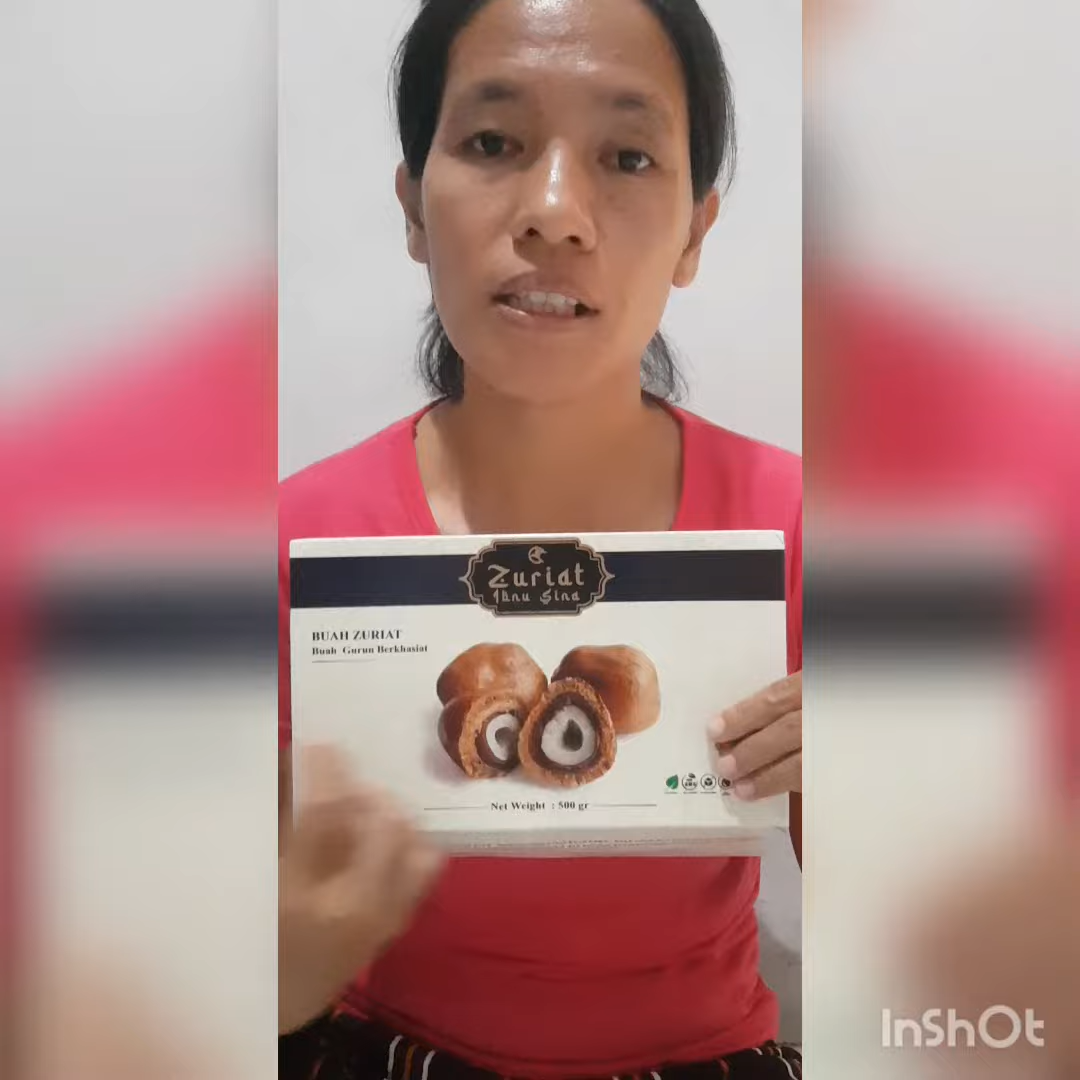 Zuriat
Ibnu Sina
BUAH ZURIAT
Buah Gurun Berkhasiat
Net Weight : 500 gr
InShOt